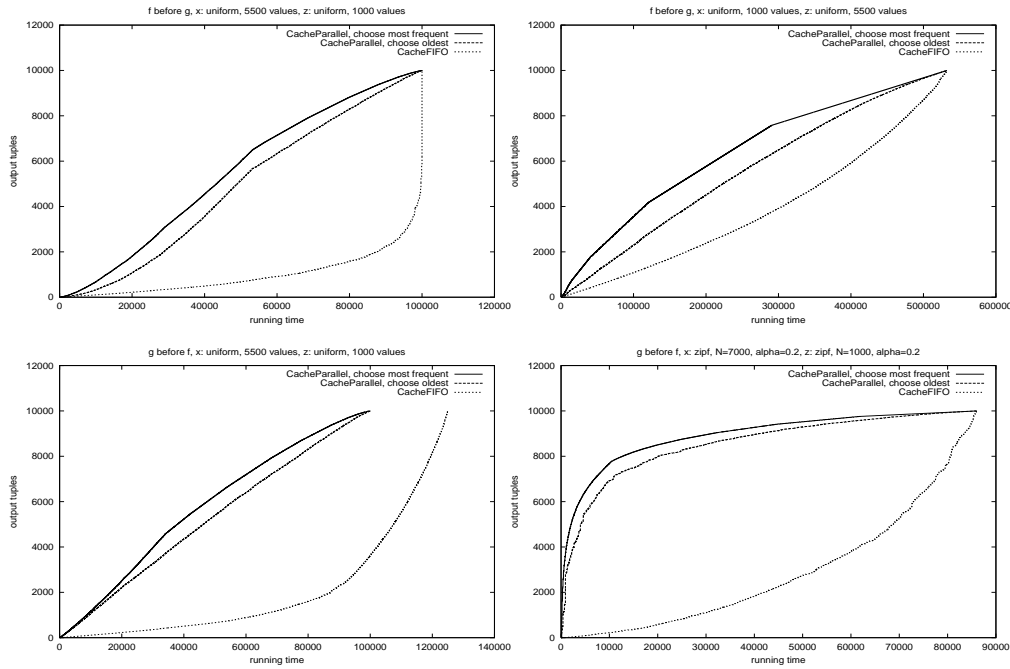 f before g, x: uniform, 5500 values, z: uniform, 1000 values
12000
10000
8000
6000
4000
2000
0
output tuples
CacheParallel, choose most frequent
CacheParallel, choose oldest
CacheFIFO
0
20000
40000
60000
80000
100000
120000
running time
f before g, x: uniform, 1000 values, z: uniform, 5500 values
12000
10000
8000
6000
4000
2000
0
output tuples
CacheParallel, choose most frequent
CacheParallel, choose oldest
CacheFIFO
0
100000
200000
300000
400000
500000
600000
running time
g before f, x: uniform, 5500 values, z: uniform, 1000 values
12000
10000
8000
6000
4000
2000
0
output tuples
CacheParallel, choose most frequent
CacheParallel, choose oldest
CacheFIFO
0
20000
40000
60000
80000
100000
120000
140000
running time
g before f, x: zipf, N=7000, alpha=0.2, z: zipf, N=1000, alpha=0.2
12000
10000
8000
6000
4000
2000
0
output tuples
CacheParallel, choose most frequent
CacheParallel, choose oldest
CacheFIFO
0
10000
20000
30000
40000
50000
60000
70000
80000
90000
running time